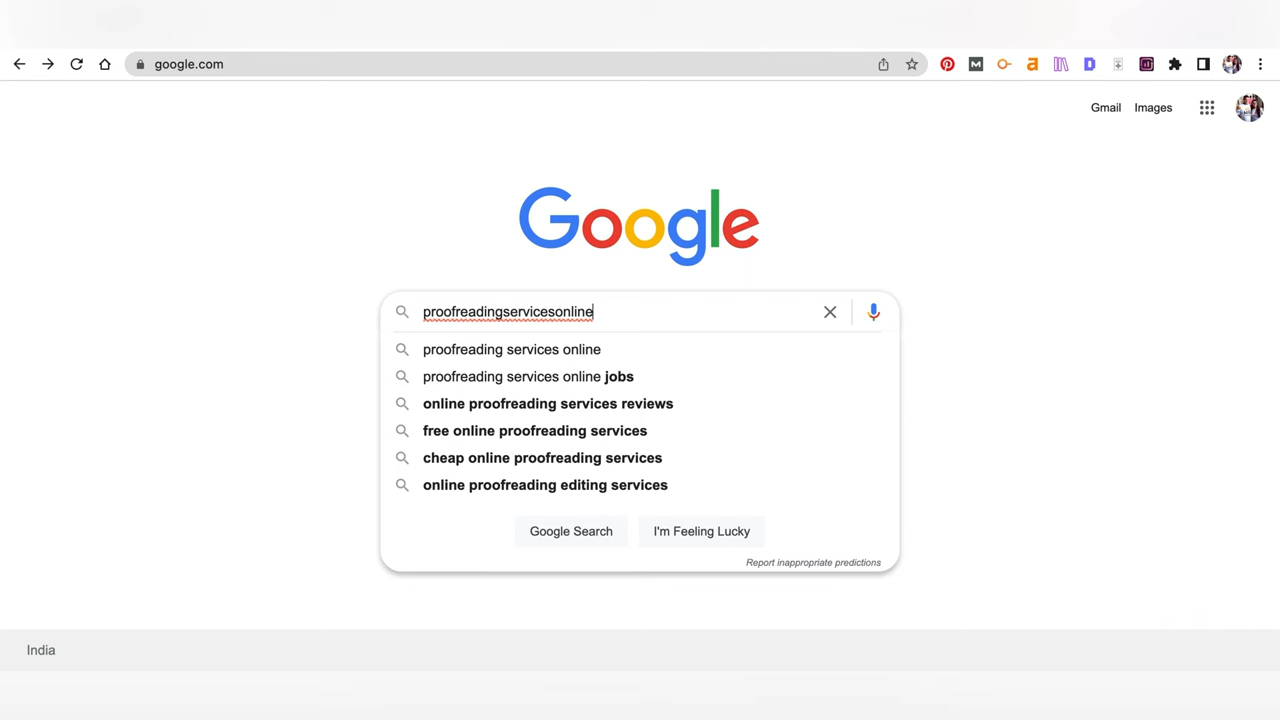 google.com
Gmail Images
Google
proofreadingservicesonline
proofreading services online
proofreading services online jobs
online proofreading services reviews
free online proofreading services
cheap online proofreading services
online proofreading editing services
Google Search I'm Feeling Lucky
Report inappropriate predictions
India